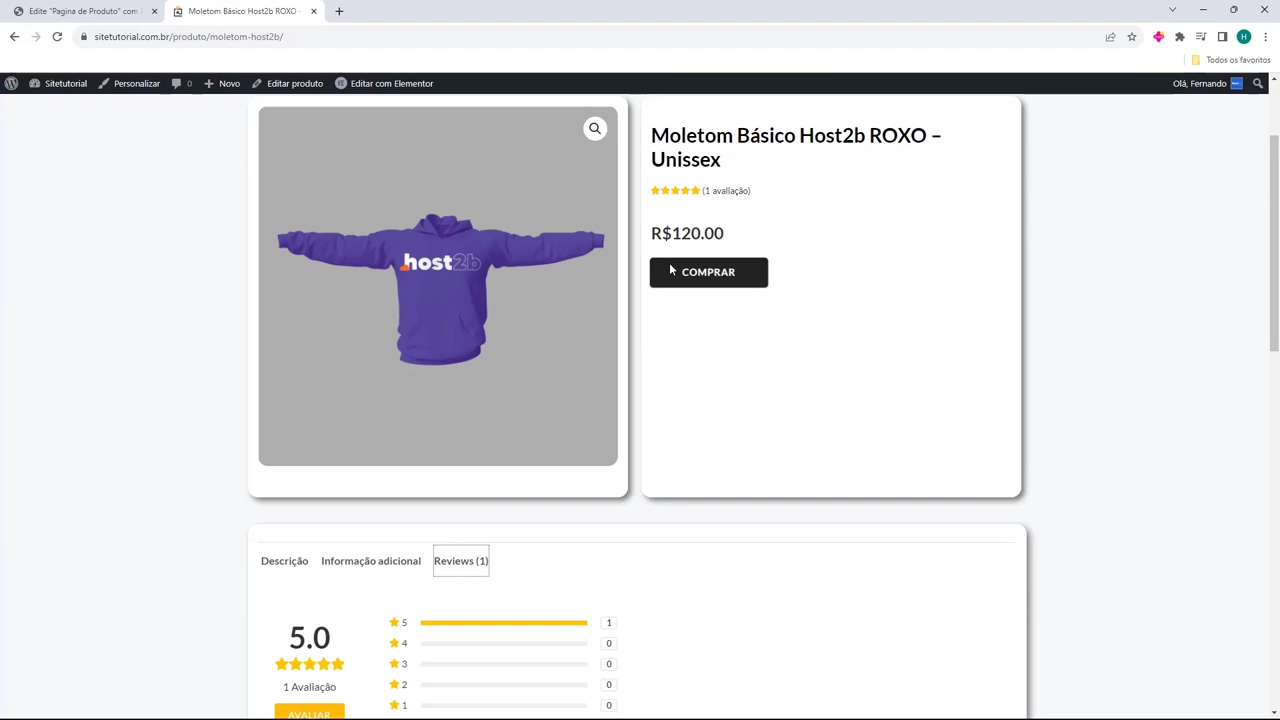 Edite "Pagina de Produto" com
Moletom Básico Host2b ROXO -
sitetutorial.com.br/produto/moletom-host2b/
H
Todos os favoritos
Sitetutorial
Personalizar
0
Novo
Editar produto
Editar com Elementor
Olá, Fernando
host2b
Moletom Básico Host2b ROXO –
Unissex
(1 avaliação)
R$120.00
COMPRAR
Descrição
Informação adicional
Reviews (1)
5.0
1 Avaliação
AVALIAR
5 1
4 0
3 0
2 0
1 0